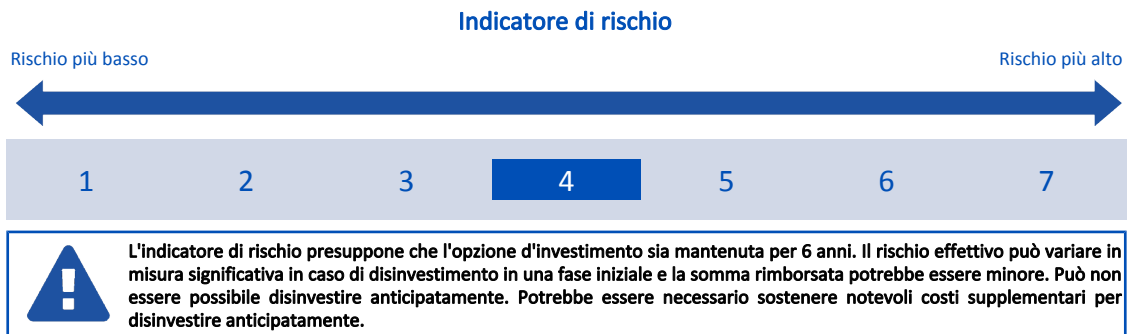 Indicatore di rischio
Rischio più basso
Rischio più alto
1 2 3 4 5 6 7
L'indicatore di rischio presuppone che l'opzione d'investimento sia mantenuta per 6 anni. Il rischio effettivo può variare in
misura significativa in caso di disinvestimento in una fase iniziale e la somma rimborsata potrebbe essere minore. Può non
essere possibile disinvestire anticipatamente. Potrebbe essere necessario sostenere notevoli costi supplementari per
disinvestire anticipatamente.